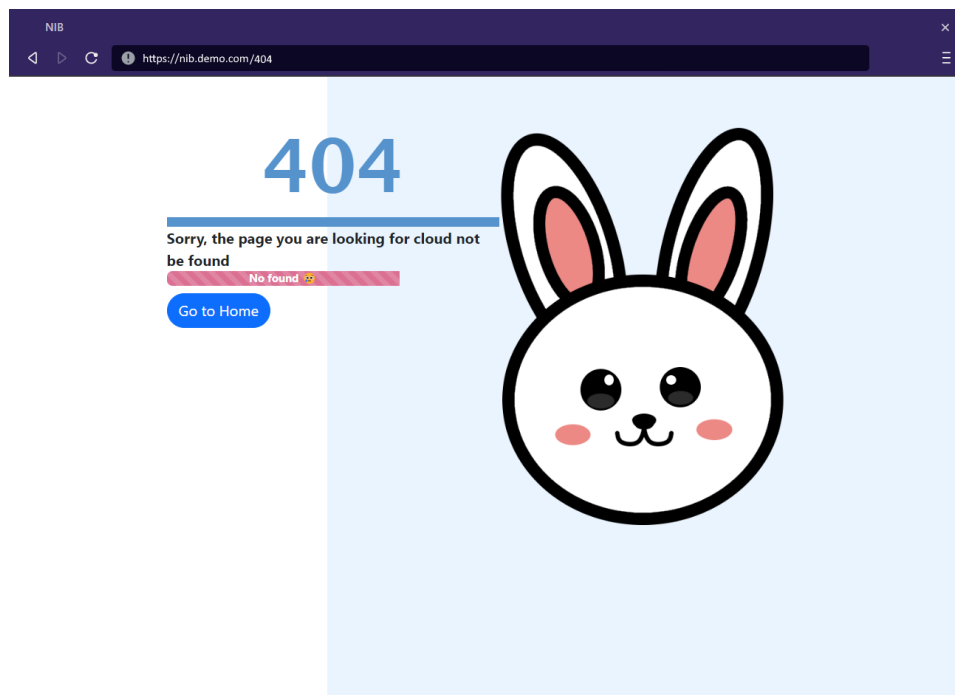 NIB
https://nib.demo.com/404
404
Sorry, the page you are looking for cloud not
be found
No found 😢
Go to Home